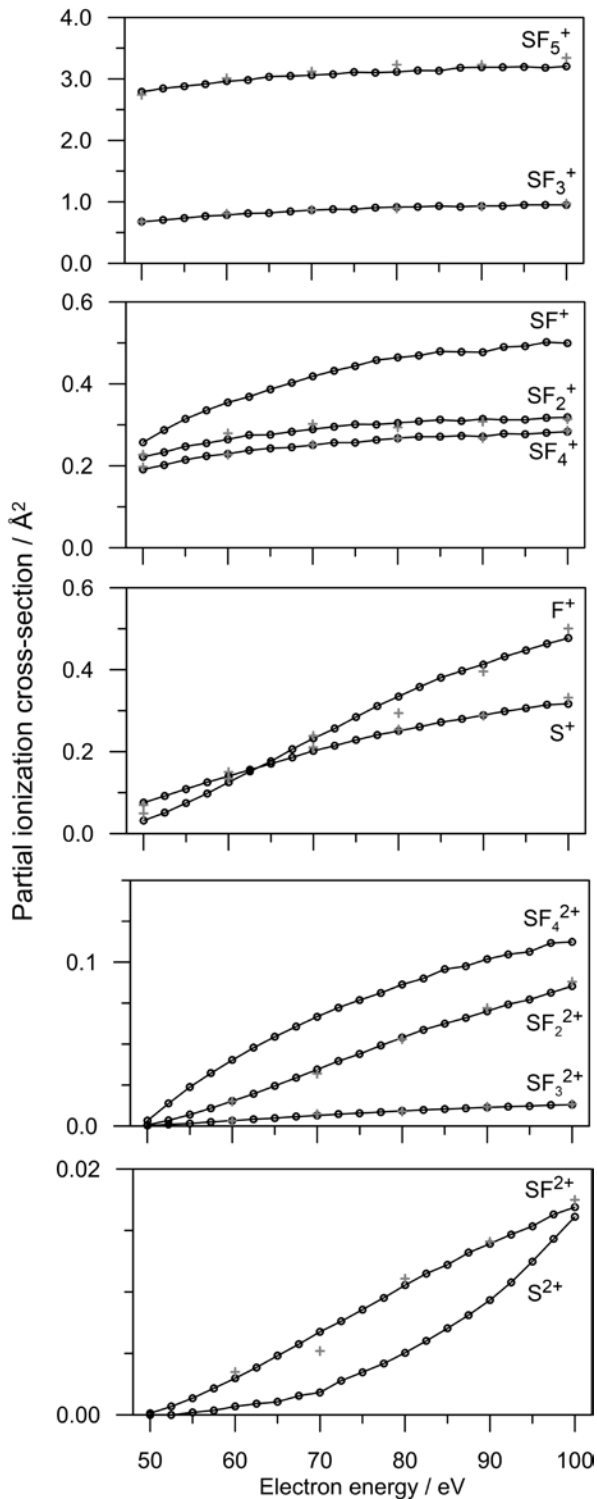 Partial ionization cross-section / Å²
4.0
3.0
2.0
1.0
0.0
SF₅⁺
SF₃⁺
0.6
0.4
0.2
0.0
SF⁺
SF₂⁺
SF₄⁺
0.6
0.4
0.2
0.0
F⁺
S⁺
0.1
0.0
SF₄²⁺
SF₂²⁺
SF₃²⁺
0.02
0.00
SF²⁺
S²⁺
50 60 70 80 90 100
Electron energy / eV